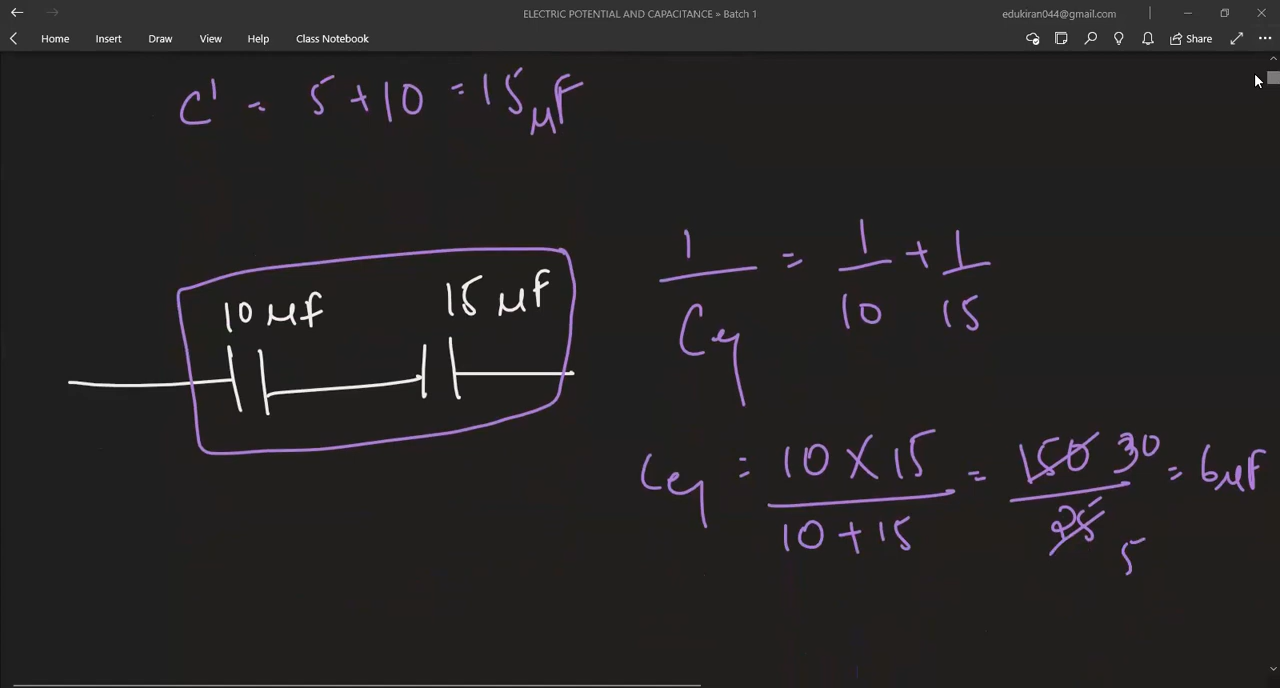 ELECTRIC POTENTIAL AND CAPACITANCE » Batch 1
edukiran044@gmail.com
Home Insert Draw View Help Class Notebook
Share
C' = 5 + 10 = 15 μF
10 μf
15 μF
1/Ceq = 1/10 + 1/15
Ceq = 10 × 15 / 10 + 15 = 150 30 / 25 5 = 6 μF